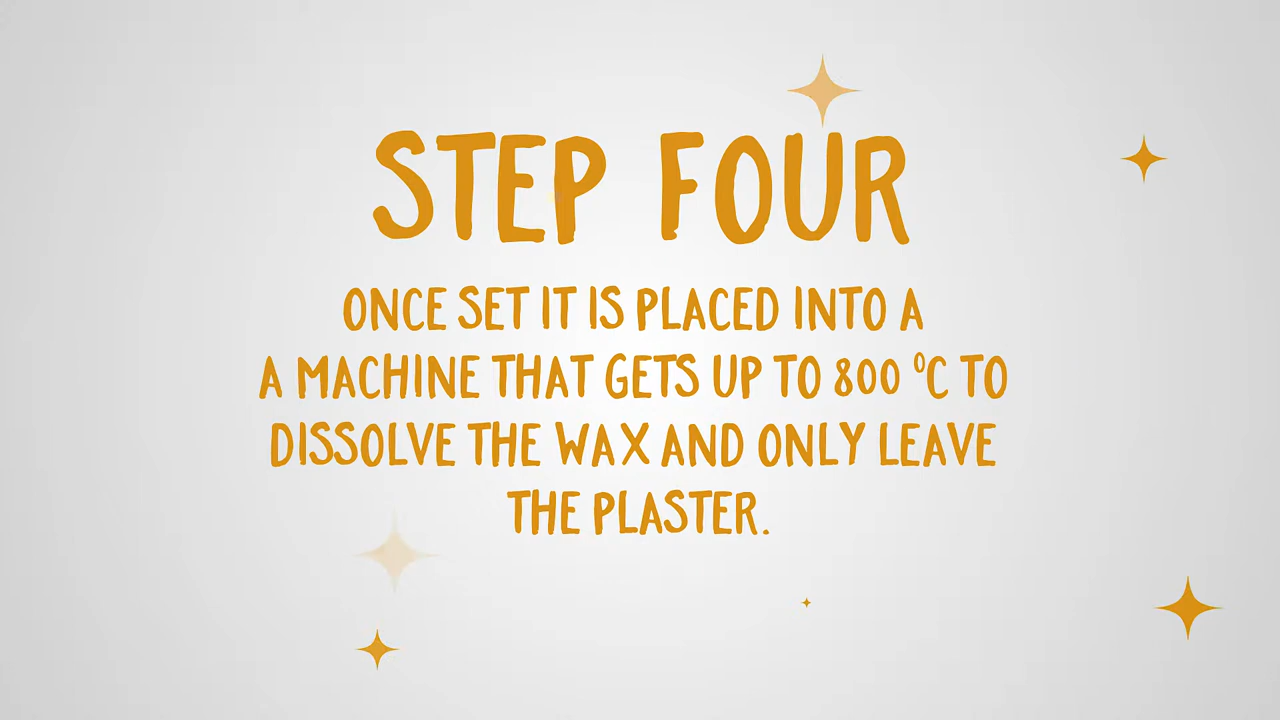 STEP FOUR
ONCE SET IT IS PLACED INTO A
A MACHINE THAT GETS UP TO 800 ⁰C TO
DISSOLVE THE WAX AND ONLY LEAVE
THE PLASTER.